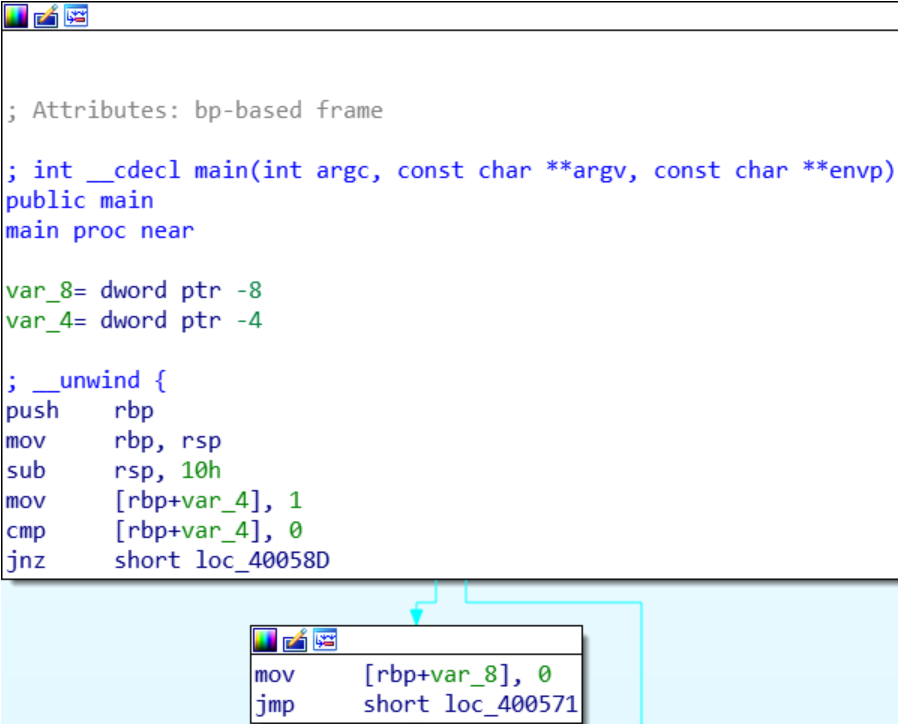 ; Attributes: bp-based frame
; int __cdecl main(int argc, const char **argv, const char **envp)
public main
main proc near
var_8= dword ptr -8
var_4= dword ptr -4
; __unwind {
push rbp
mov rbp, rsp
sub rsp, 10h
mov [rbp+var_4], 1
cmp [rbp+var_4], 0
jnz short loc_40058D
mov [rbp+var_8], 0
jmp short loc_400571